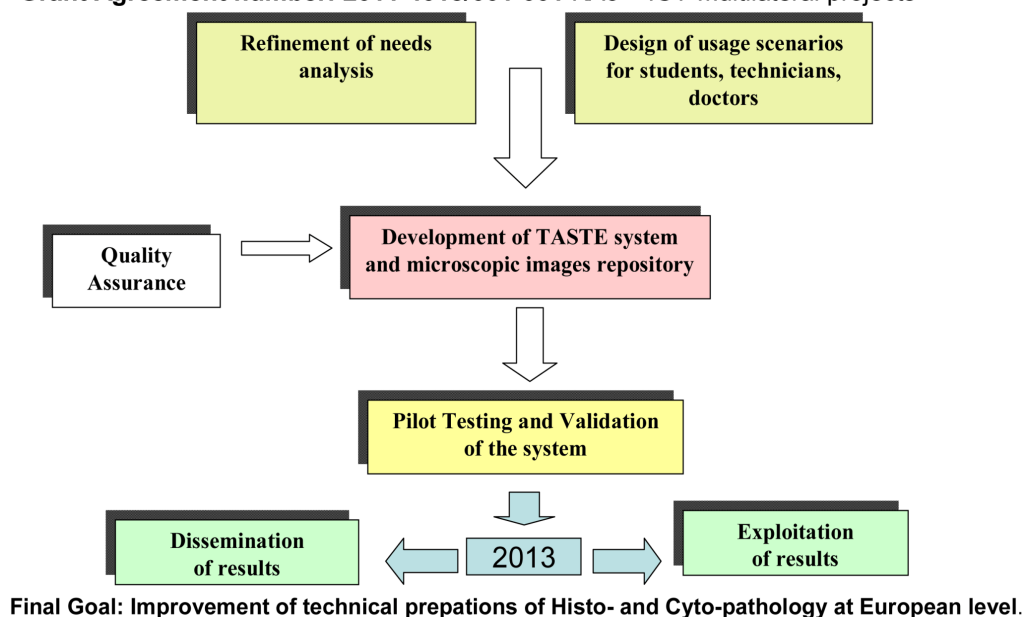 Refinement of needs
analysis
Design of usage scenarios
for students, technicians,
doctors
Quality
Assurance
Development of TASTE system
and microscopic images repository
Pilot Testing and Validation
of the system
2013
Dissemination
of results
Exploitation
of results
Final Goal: Improvement of technical prepations of Histo- and Cyto-pathology at European level.